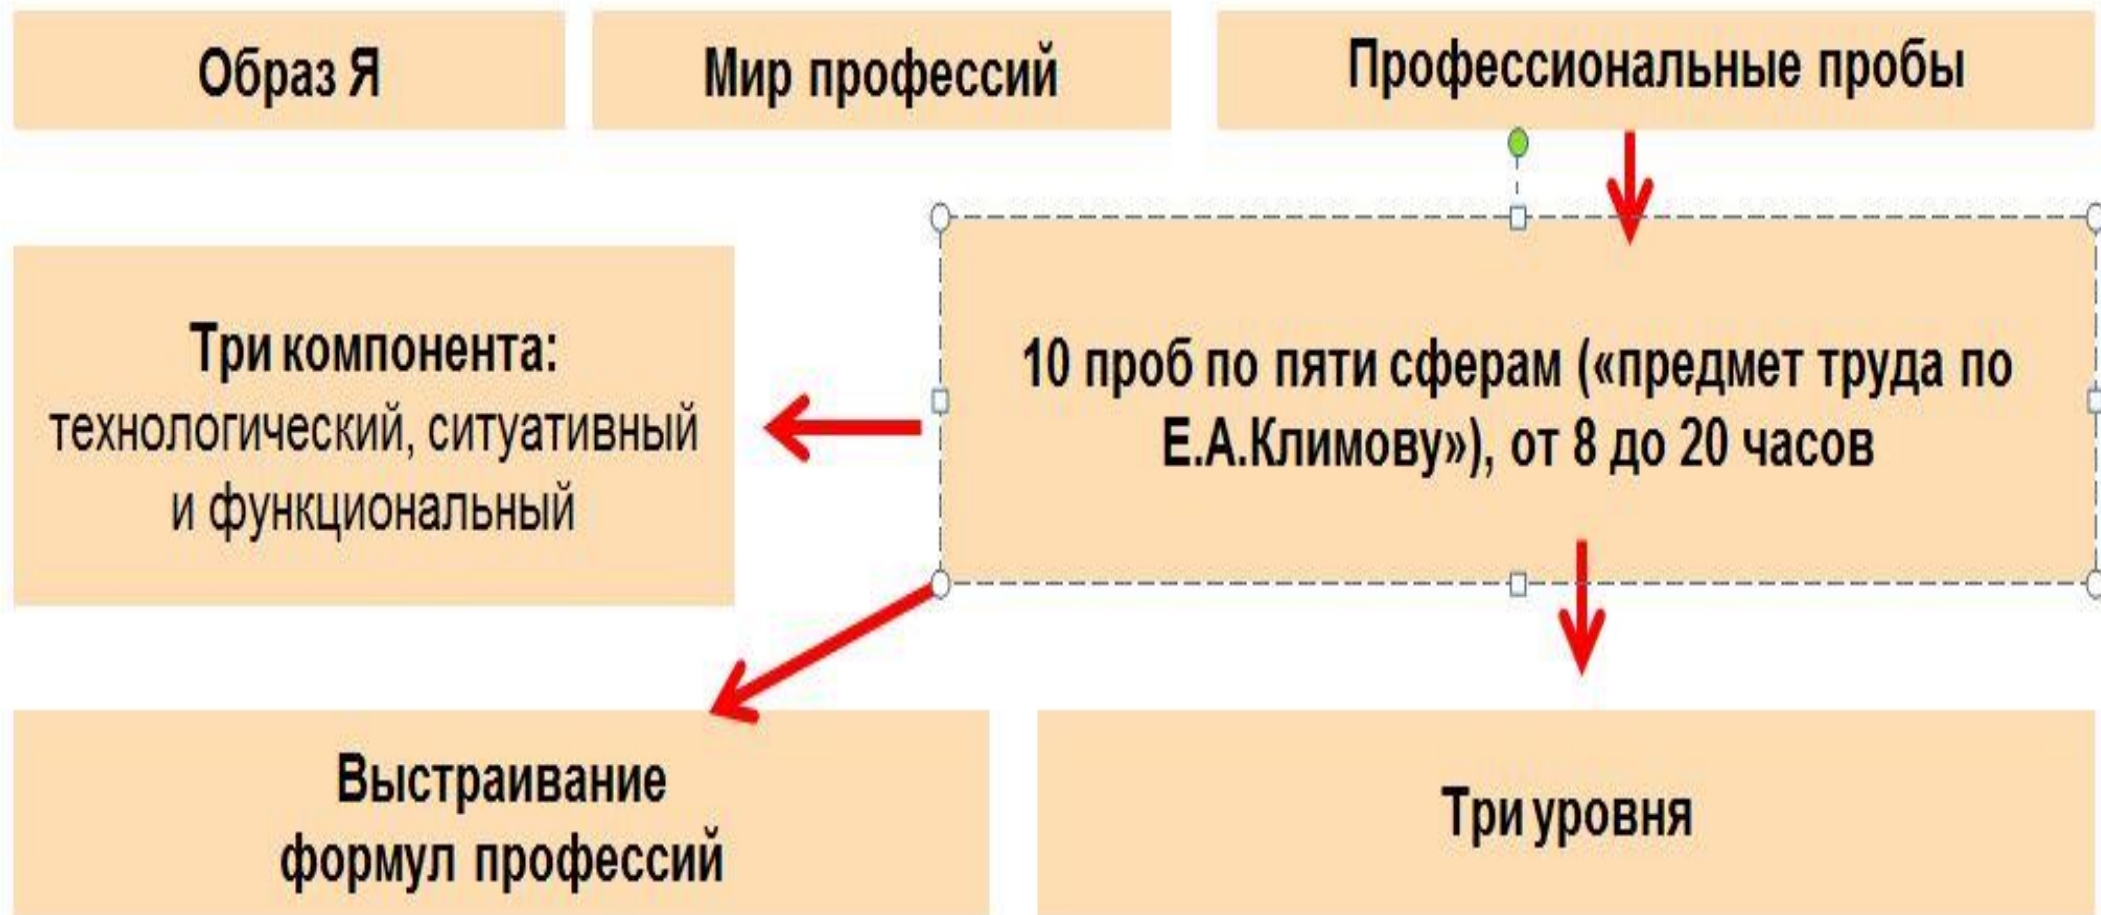 Образ Я
Мир профессий
Профессиональные пробы
Три компонента:
технологический, ситуативный
и функциональный
10 проб по пяти сферам («предмет труда по
Е.А.Климову»), от 8 до 20 часов
Выстраивание
формул профессий
Три уровня